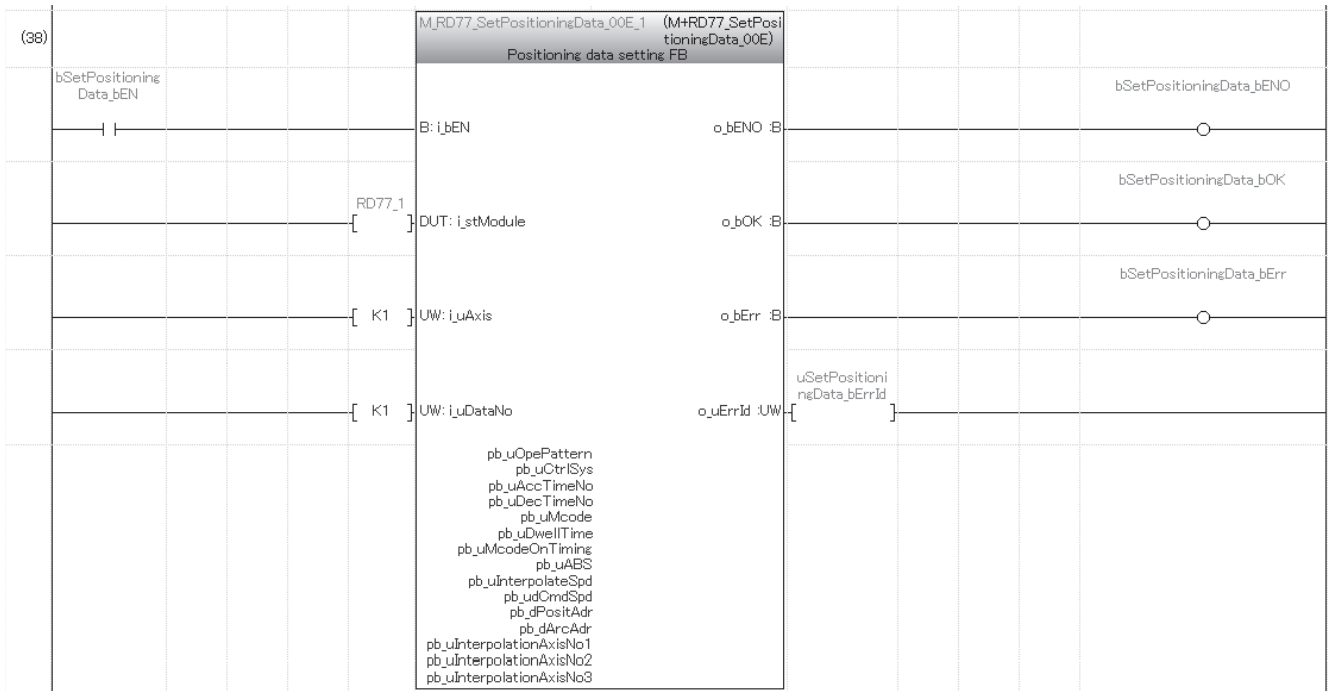 M_RD77_SetPositioningData_00E_1 (M+RD77_SetPosi
(38) tioningData_00E)
Positioning data setting FB
bSetPositioning
Data_bEN
bSetPositioningData_bENO
B: i_bEN o_bENO :B
bSetPositioningData_bOK
RD77_1
DUT: i_stModule o_bOK :B
bSetPositioningData_bErr
K1 UW: i_uAxis o_bErr :B
uSetPositioni
ngData_bErrId
K1 UW: i_uDataNo o_uErrId :UW
pb_uOpePattern
pb_uCtrlSys
pb_uAccTimeNo
pb_uDecTimeNo
pb_uMcode
pb_uDwellTime
pb_uMcodeOnTiming
pb_uABS
pb_uInterpolateSpd
pb_udCmdSpd
pb_dPositAdr
pb_dArcAdr
pb_uInterpolationAxisNo1
pb_uInterpolationAxisNo2
pb_uInterpolationAxisNo3